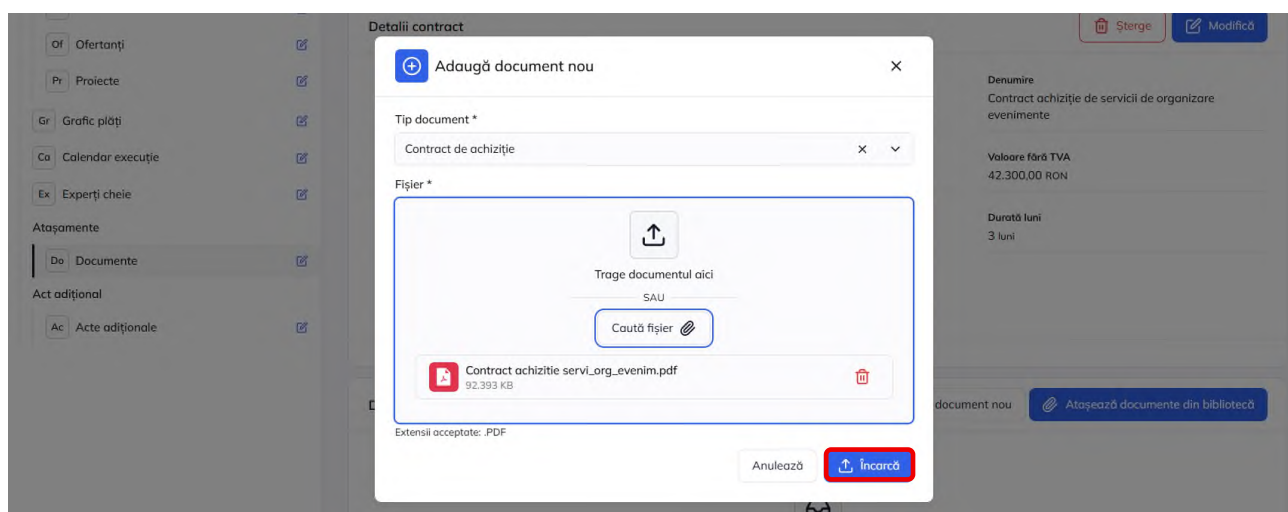 Of Ofertanți
Pr Proiecte
Gr Grafic plăți
Ca Calendar execuție
Ex Experți cheie
Atașamente
Do Documente
Act adițional
Ac Acte adiționale
Detalii contract
Șterge
Modifică
Denumire
Contract achiziție de servicii de organizare
evenimente
Valoare fără TVA
42.300,00 RON
Durată luni
3 luni
Adaugă document nou
Tip document *
Contract de achiziție
Fișier *
Trage documentul aici
SAU
Caută fișier
Contract achizitie servi_org_evenim.pdf
92.393 KB
Extensii acceptate: .PDF
Anulează
Încarcă
document nou
Atașează documente din bibliotecă